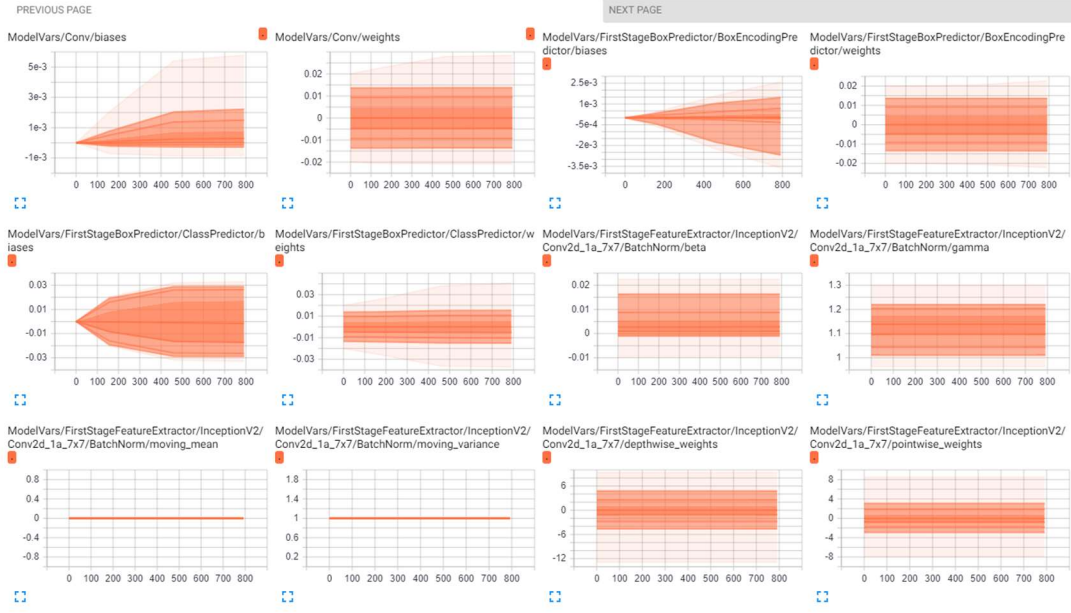 PREVIOUS PAGE
NEXT PAGE
ModelVars/Conv/biases
5e-3
3e-3
1e-3
-1e-3
0 100 200 300 400 500 600 700 800
ModelVars/Conv/weights
0.02
0.01
0
-0.01
-0.02
0 100 200 300 400 500 600 700 800
ModelVars/FirstStageBoxPredictor/BoxEncodingPre
dictor/biases
2.5e-3
1e-3
-5e-4
-2e-3
-3.5e-3
0 200 400 600 800
ModelVars/FirstStageBoxPredictor/BoxEncodingPre
dictor/weights
0.02
0.01
0
-0.01
-0.02
0 100 200 300 400 500 600 700 800
ModelVars/FirstStageBoxPredictor/ClassPredictor/b
iases
0.03
0.01
-0.01
-0.03
0 100 200 300 400 500 600 700 800
ModelVars/FirstStageBoxPredictor/ClassPredictor/w
eights
0.03
0.01
-0.01
-0.03
0 100 200 300 400 500 600 700 800
ModelVars/FirstStageFeatureExtractor/InceptionV2/
Conv2d_1a_7x7/BatchNorm/beta
0.02
0.01
0
-0.01
0 100 200 300 400 500 600 700 800
ModelVars/FirstStageFeatureExtractor/InceptionV2/
Conv2d_1a_7x7/BatchNorm/gamma
1.3
1.2
1.1
1
0 100 200 300 400 500 600 700 800
ModelVars/FirstStageFeatureExtractor/InceptionV2/
Conv2d_1a_7x7/BatchNorm/moving_mean
0.8
0.4
0
-0.4
-0.8
0 100 200 300 400 500 600 700 800
ModelVars/FirstStageFeatureExtractor/InceptionV2/
Conv2d_1a_7x7/BatchNorm/moving_variance
1.8
1.4
1
0.6
0.2
0 100 200 300 400 500 600 700 800
ModelVars/FirstStageFeatureExtractor/InceptionV2/
Conv2d_1a_7x7/depthwise_weights
6
0
-6
-12
0 100 200 300 400 500 600 700 800
ModelVars/FirstStageFeatureExtractor/InceptionV2/
Conv2d_1a_7x7/pointwise_weights
8
4
0
-4
-8
0 100 200 300 400 500 600 700 800